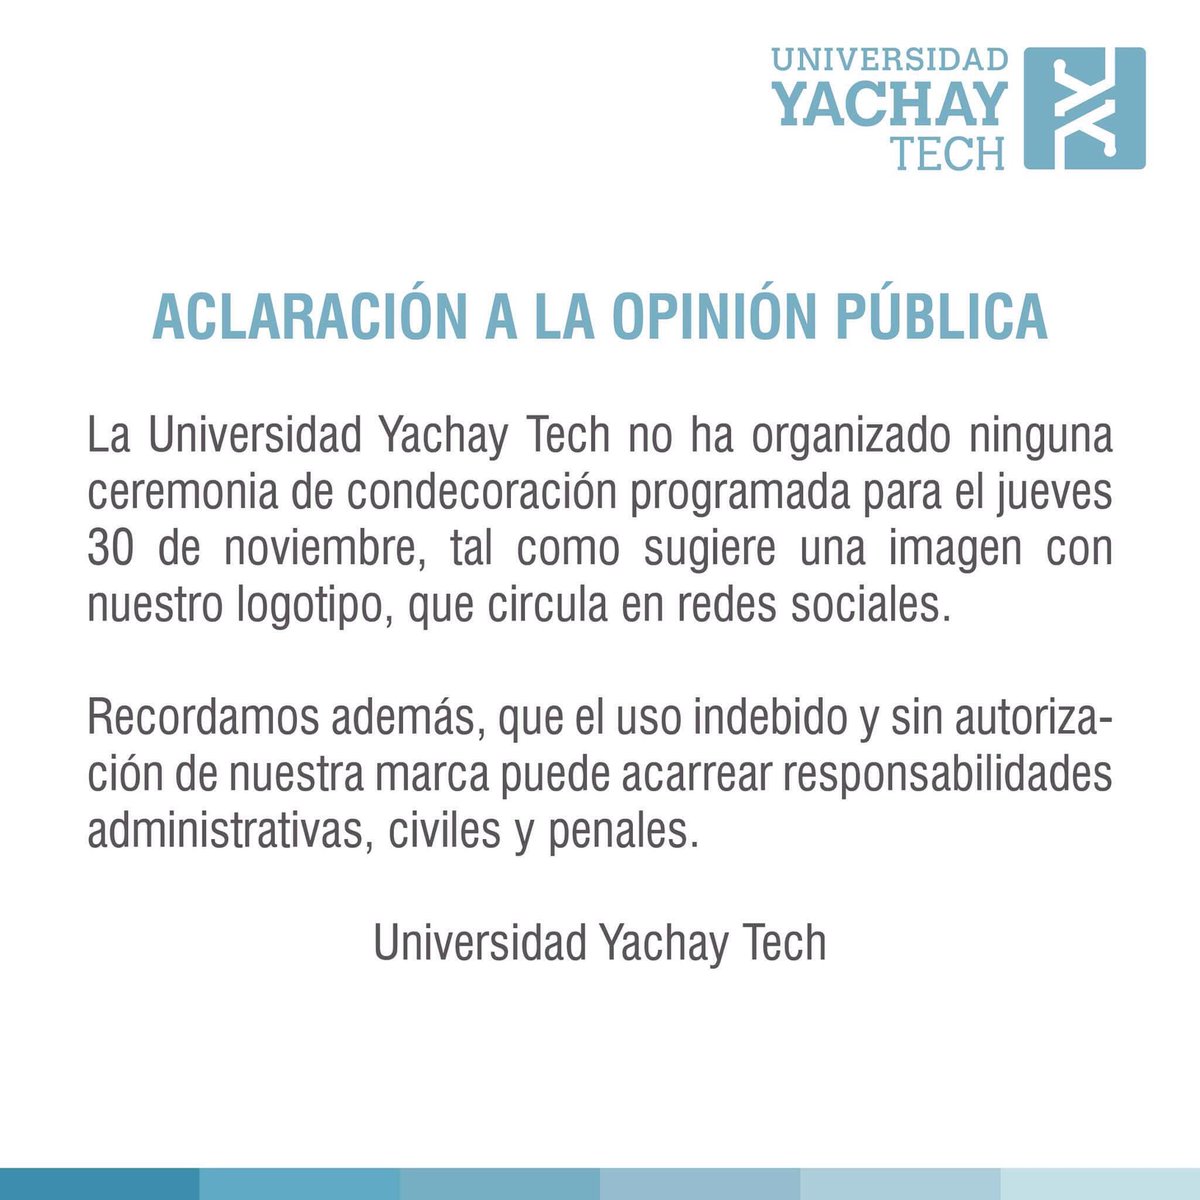 UNIVERSIDAD
YACHAY
TECH
ACLARACIÓN A LA OPINIÓN PÚBLICA
La Universidad Yachay Tech no ha organizado ninguna
ceremonia de condecoración programada para el jueves
30 de noviembre, tal como sugiere una imagen con
nuestro logotipo, que circula en redes sociales.
Recordamos además, que el uso indebido y sin autoriza-
ción de nuestra marca puede acarrear responsabilidades
administrativas, civiles y penales.
Universidad Yachay Tech